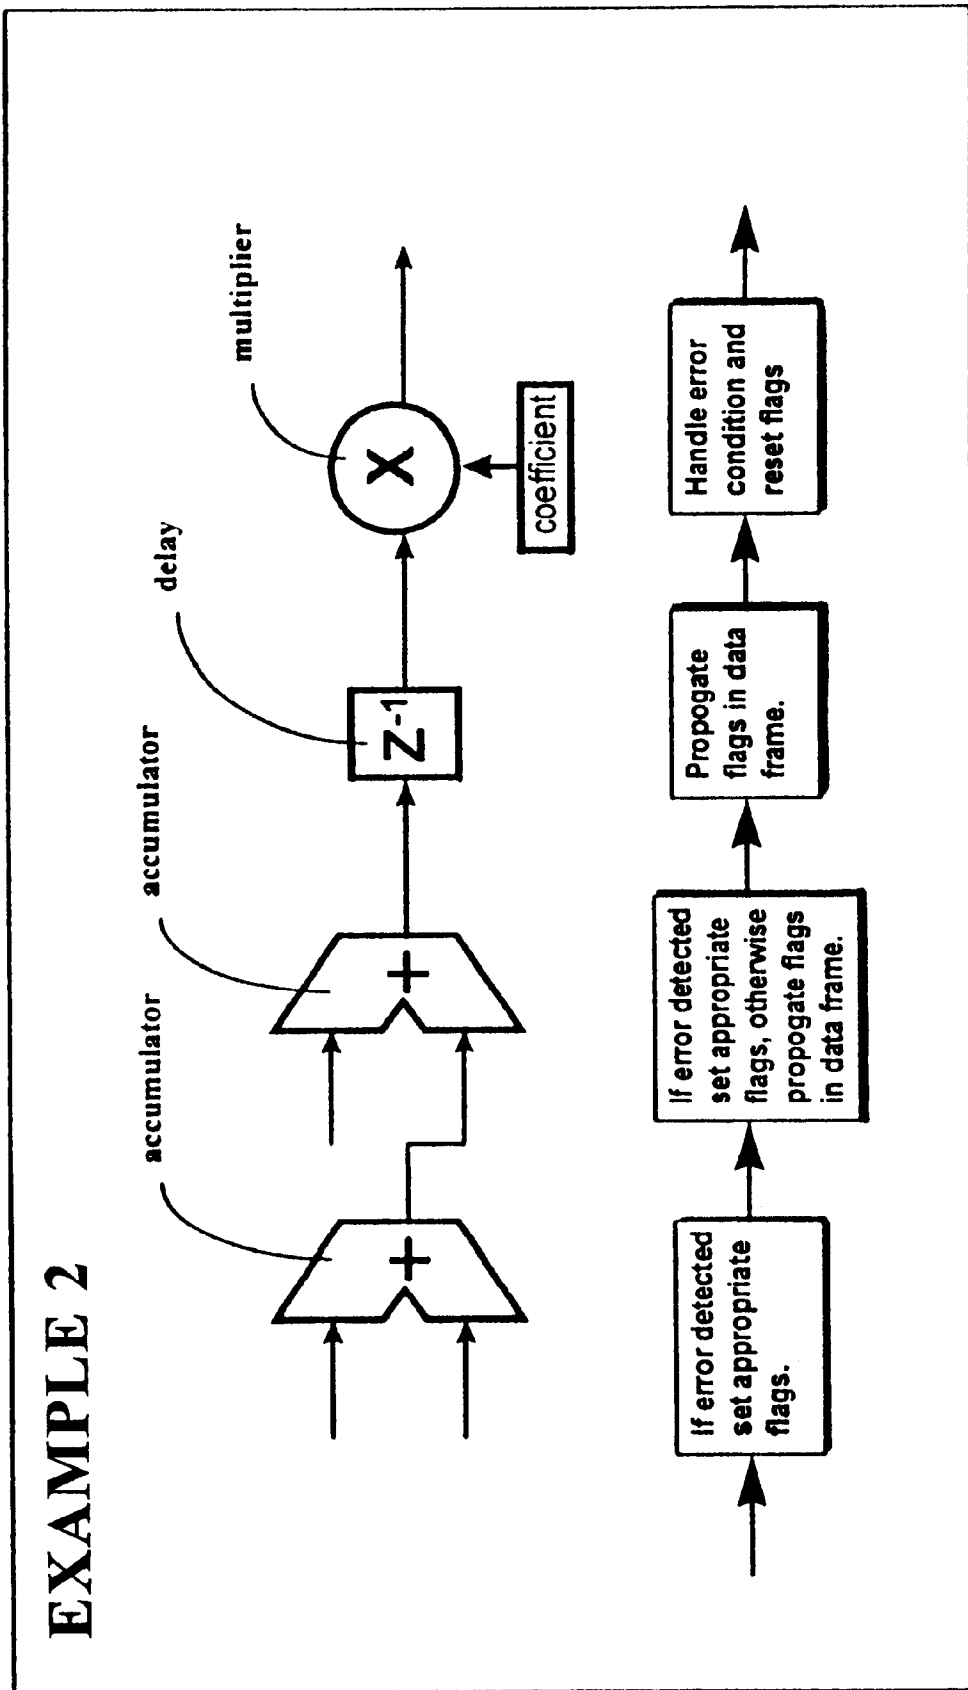 EXAMPLE 2
accumulator
accumulator
delay
multiplier
+
+
Z-1
X
coefficient
If error detected
set appropriate
flags.
If error detected
set appropriate
flags, otherwise
propogate flags
in data frame.
Propogate
flags in data
frame.
Handle error
condition and
reset flags